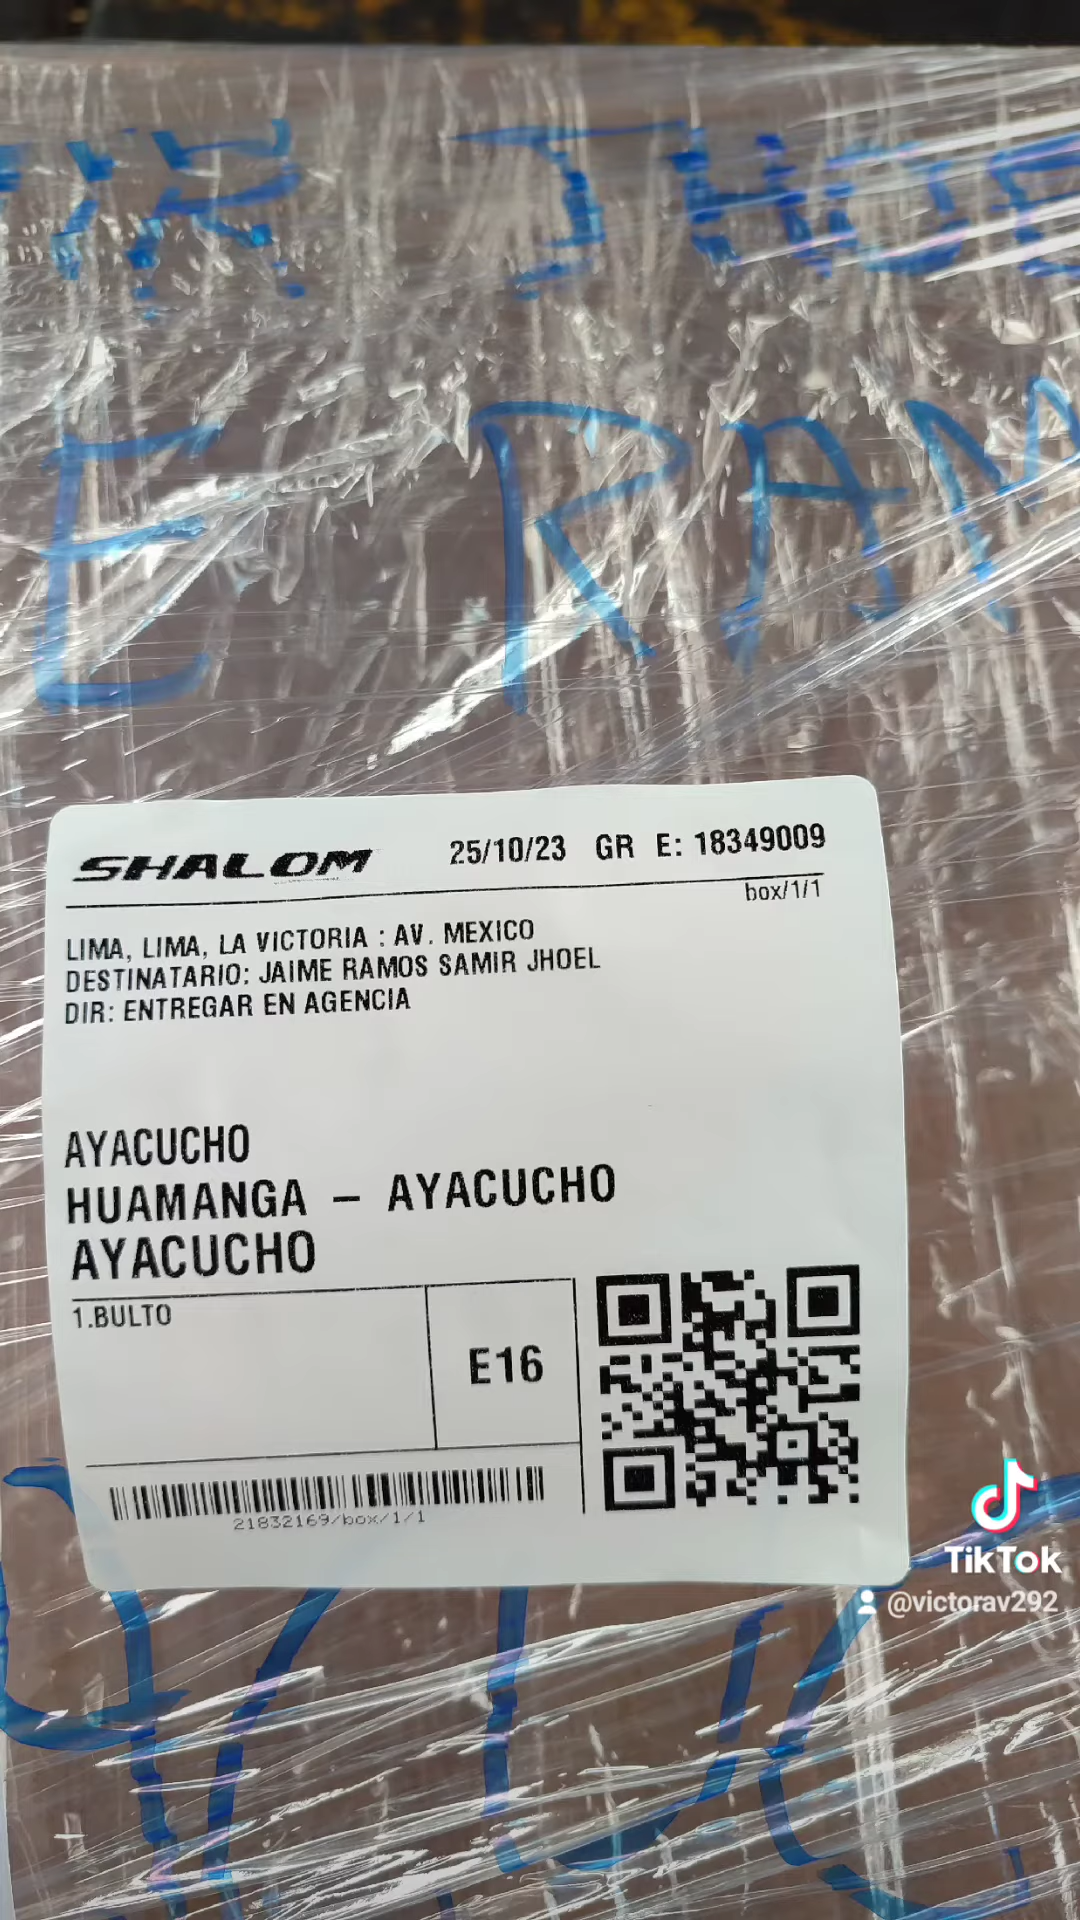 E RAM
SHALOM 25/10/23 GR E: 18349009
box/1/1
LIMA, LIMA, LA VICTORIA : AV. MEXICO
DESTINATARIO: JAIME RAMOS SAMIR JHOEL
DIR: ENTREGAR EN AGENCIA
AYACUCHO
HUAMANGA - AYACUCHO
AYACUCHO
1.BULTO
E16
21832169/box/1/1
TikTok
@victorav292